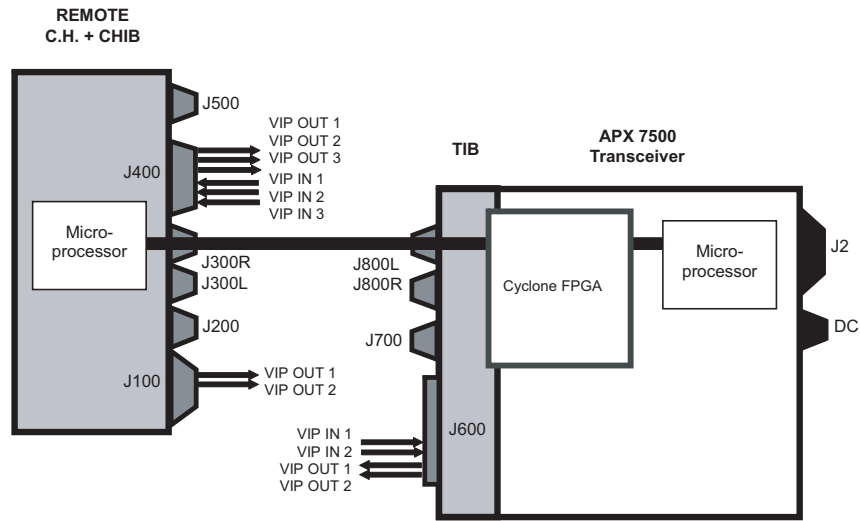 REMOTE
C.H. + CHIB
J500
VIP OUT 1
VIP OUT 2
VIP OUT 3
VIP IN 1
VIP IN 2
VIP IN 3
J400
Micro-
processor
J300R
J300L
J200
J100
VIP OUT 1
VIP OUT 2
TIB
APX 7500
Transceiver
J800L
J800R
J700
Cyclone FPGA
Micro-
processor
J2
DC
J600
VIP IN 1
VIP IN 2
VIP OUT 1
VIP OUT 2